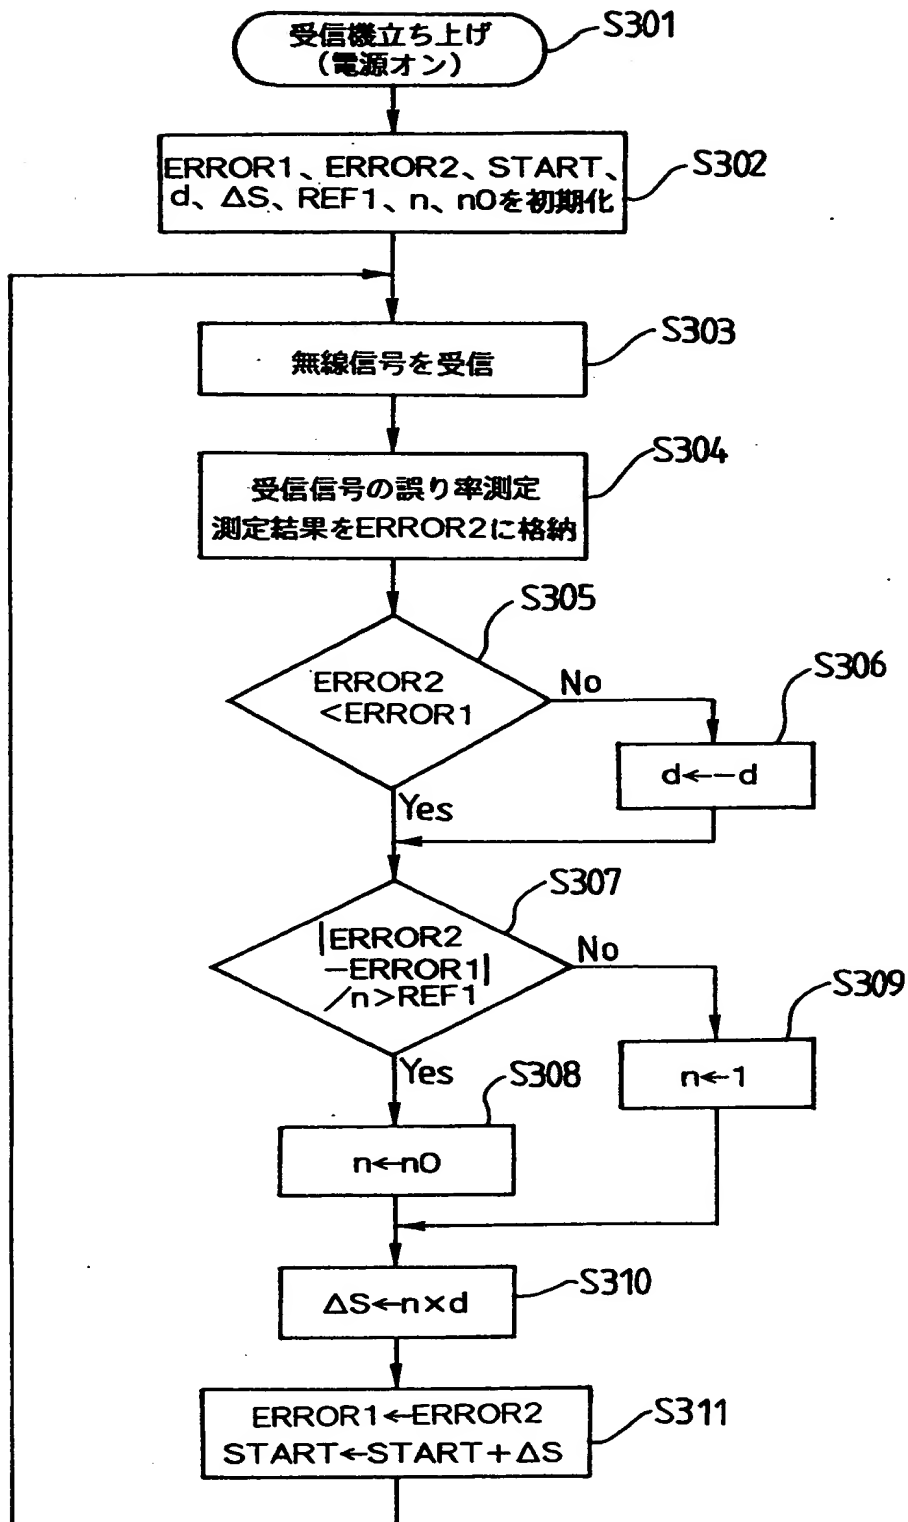 受信機立ち上げ
(電源オン)
S301
ERROR1、ERROR2、START、
d、ΔS、REF1、n、n0を初期化
S302
無線信号を受信
S303
受信信号の誤り率測定
測定結果をERROR2に格納
S304
S305
ERROR2
<ERROR1
No
S306
d←−d
Yes
S307
|ERROR2
−ERROR1|
/n>REF1
No
S309
n←1
Yes
S308
n←n0
S310
ΔS←n×d
S311
ERROR1←ERROR2
START←START+ΔS